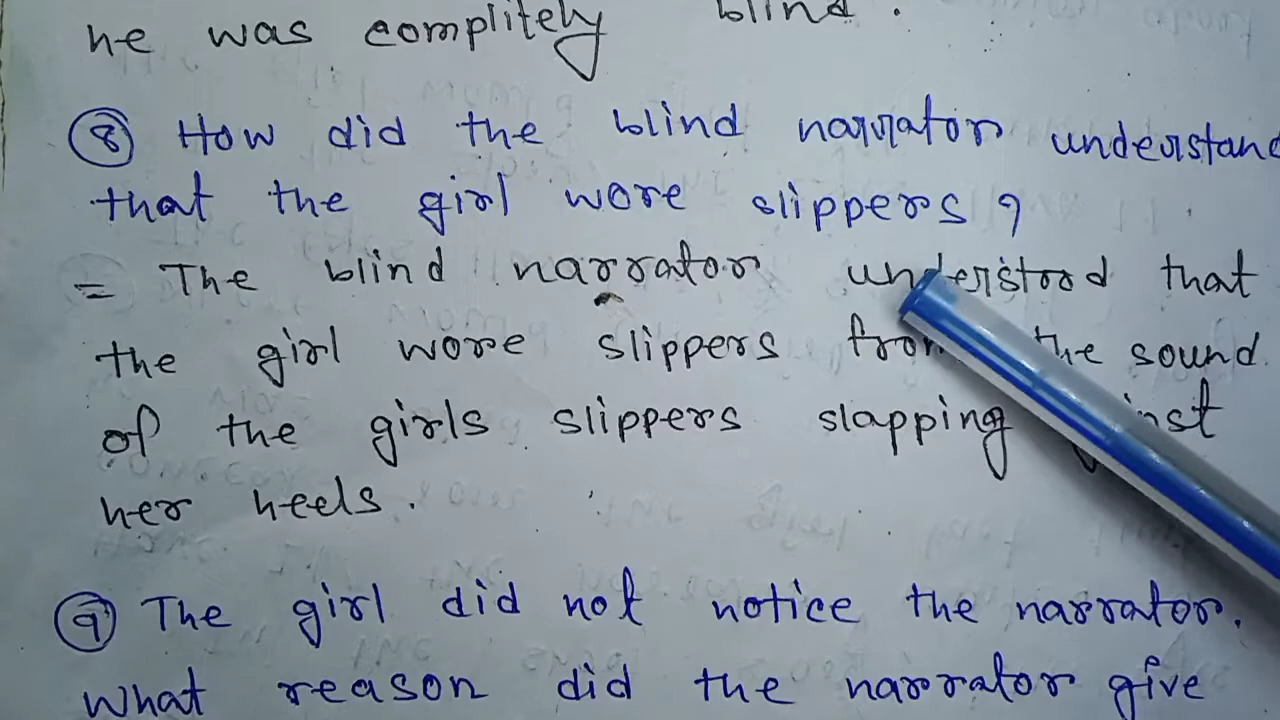 he was complitely blind.
⑧ How did the blind narrator understand
that the girl wore slippers ?
= The blind narrator understood that
the girl wore slippers from the sound
of the girls slippers slapping
her heels.
⑨ The girl did not notice the narrator.
What reason did the narrator give